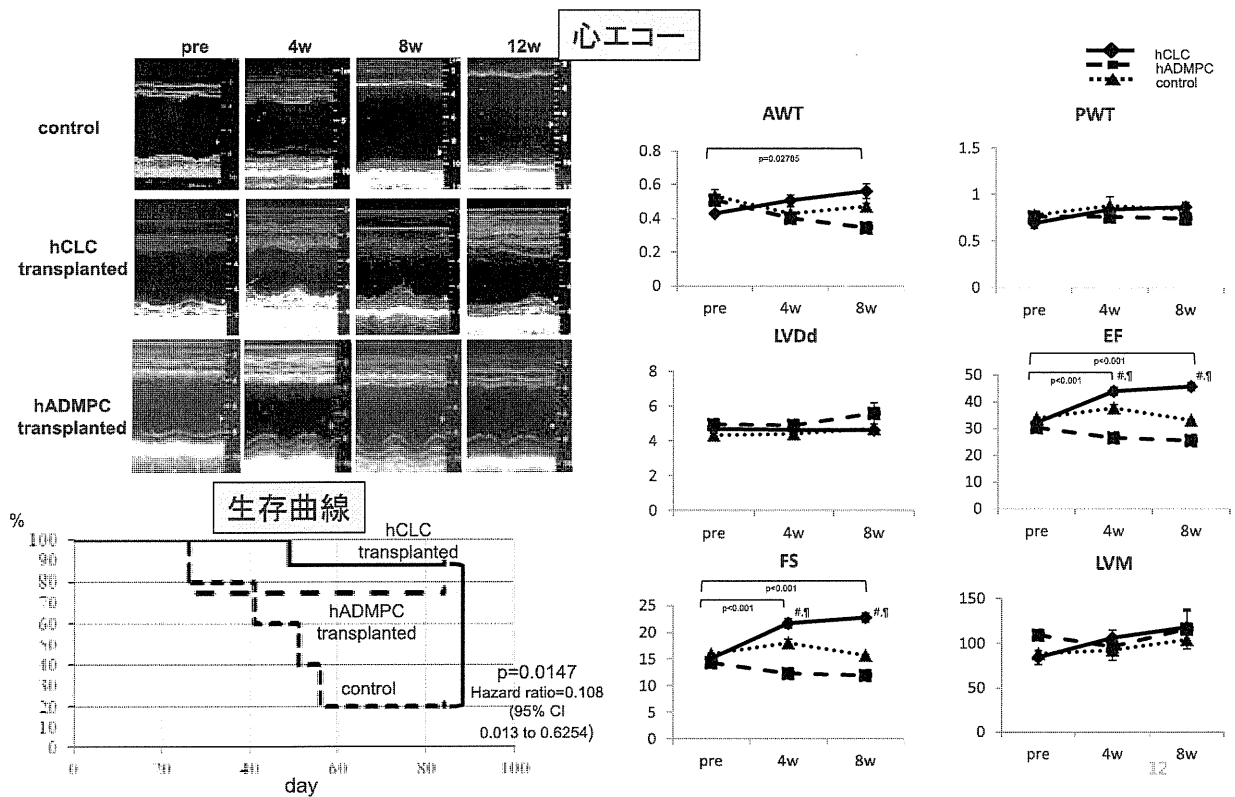 心エコー
pre 4w 8w 12w
control
hCLC
transplanted
hADMPC
transplanted
生存曲線
%
100
90
80
70
60
50
40
30
20
10
0
0 20 40 60 80 100
day
hCLC
transplanted
hADMPC
transplanted
control
p=0.0147
Hazard ratio=0.108
(95% CI
0.013 to 0.6254)
hCLC
hADMPC
control
AWT
0.8
0.6
0.4
0.2
0
p=0.02705
pre 4w 8w
PWT
1.5
1
0.5
0
pre 4w 8w
LVDd
8
6
4
2
0
pre 4w 8w
EF
50
40
30
20
10
0
p<0.001
p<0.001
#.¶ #.¶
pre 4w 8w
FS
25
20
15
10
5
0
p<0.001
p<0.001
#.¶ #.¶
pre 4w 8w
LVM
150
100
50
0
pre 4w 8w
12